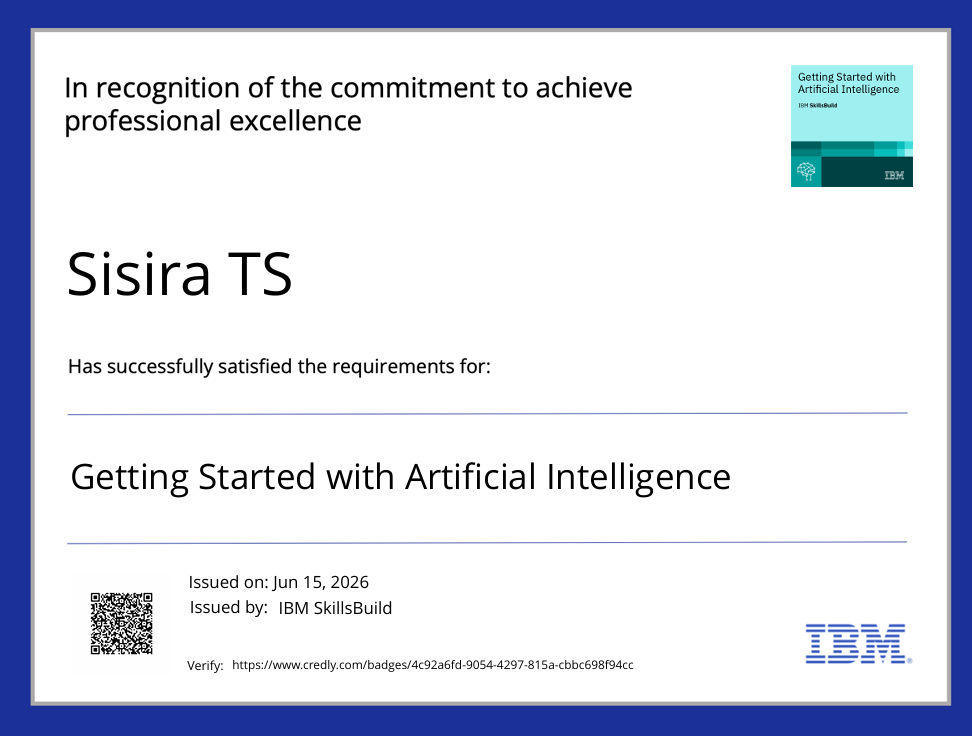 In recognition of the commitment to achieve
professional excellence
Getting Started with
Artificial Intelligence
IBM SkillsBuild
IBM
Sisira TS
Has successfully satisfied the requirements for:
Getting Started with Artificial Intelligence
Issued on: Jun 15, 2026
Issued by: IBM SkillsBuild
Verify: https://www.credly.com/badges/4c92a6fd-9054-4297-815a-cbbc698f94cc
IBM®